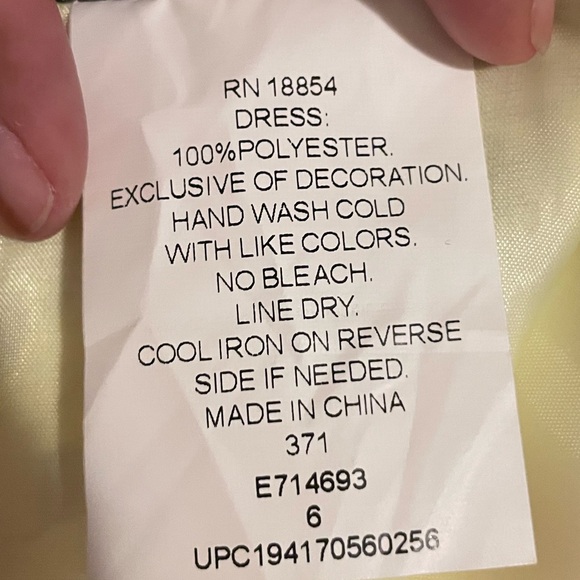 RN 18854
DRESS:
100%POLYESTER.
EXCLUSIVE OF DECORATION.
HAND WASH COLD
WITH LIKE COLORS.
NO BLEACH.
LINE DRY.
COOL IRON ON REVERSE
SIDE IF NEEDED.
MADE IN CHINA
371
E714693
6
UPC194170560256